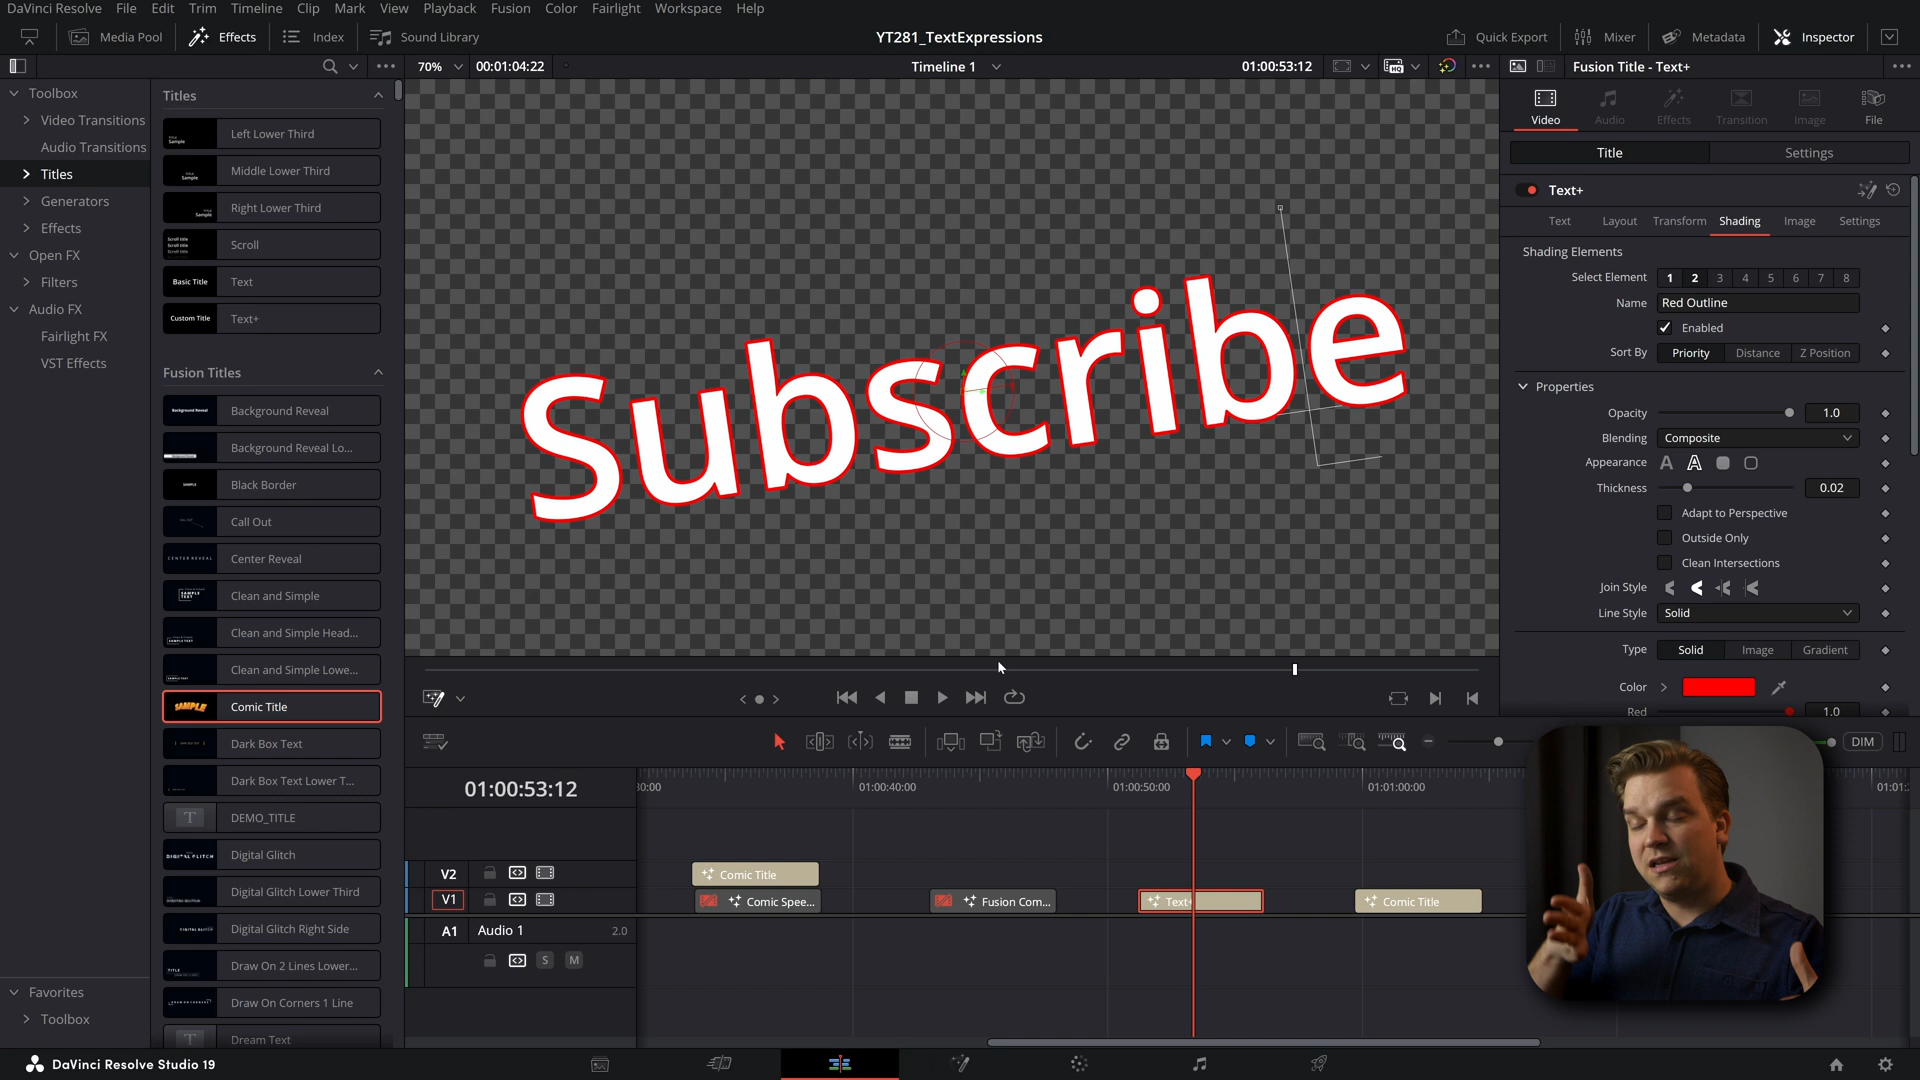 DaVinci Resolve File Edit Trim Timeline Clip Mark View Playback Fusion Color Fairlight Workspace Help
Media Pool Effects Index Sound Library YT281_TextExpressions Quick Export Mixer Metadata Inspector
70% 00:01:04:22 Timeline 1 01:00:53:12 Fusion Title - Text+
Toolbox
Video Transitions
Audio Transitions
Titles
Generators
Effects
Open FX
Filters
Audio FX
Fairlight FX
VST Effects
Favorites
Toolbox
Titles
Left Lower Third
Middle Lower Third
Right Lower Third
Scroll
Basic Title Text
Custom Title Text+
Fusion Titles
Background Reveal
Background Reveal Lo...
Black Border
Call Out
Center Reveal
Clean and Simple
Clean and Simple Head...
Clean and Simple Lowe...
SAMPLE Comic Title
Dark Box Text
Dark Box Text Lower T...
T DEMO_TITLE
Digital Glitch
Digital Glitch Lower Third
Digital Glitch Right Side
Draw On 2 Lines Lower...
Draw On Corners 1 Line
Dream Text
Subscribe
Video Audio Effects Transition Image File
Title Settings
Text+
Text Layout Transform Shading Image Settings
Shading Elements
Select Element 1 2 3 4 5 6 7 8
Name Red Outline
Enabled
Sort By Priority Distance Z Position
Properties
Opacity 1.0
Blending Composite
Appearance
Thickness 0.02
Adapt to Perspective
Outside Only
Clean Intersections
Join Style
Line Style Solid
Type Solid Image Gradient
Color
Red 1.0
DIM
01:00:53:12 30:00 01:00:40:00 01:00:50:00 01:01:00:00
V2 Comic Title
V1 Comic Spee... Fusion Com... Text Comic Title
A1 Audio 1 2.0
S M
DaVinci Resolve Studio 19